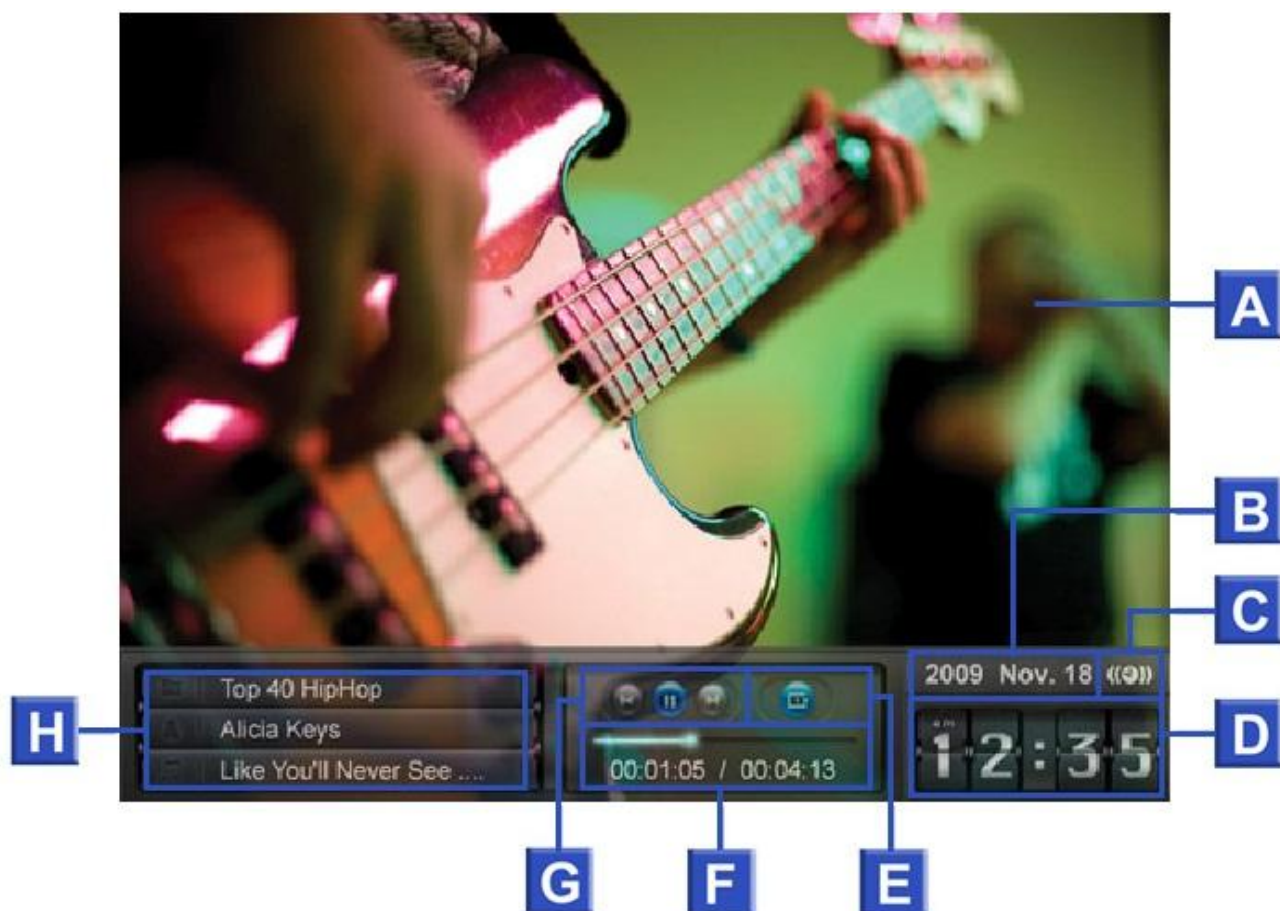 A
B
C
2009 Nov. 18
Top 40 HipHop
H
Alicia Keys
AM
12:35
D
Like You'll Never See ....
00:01:05 / 00:04:13
G
F
E